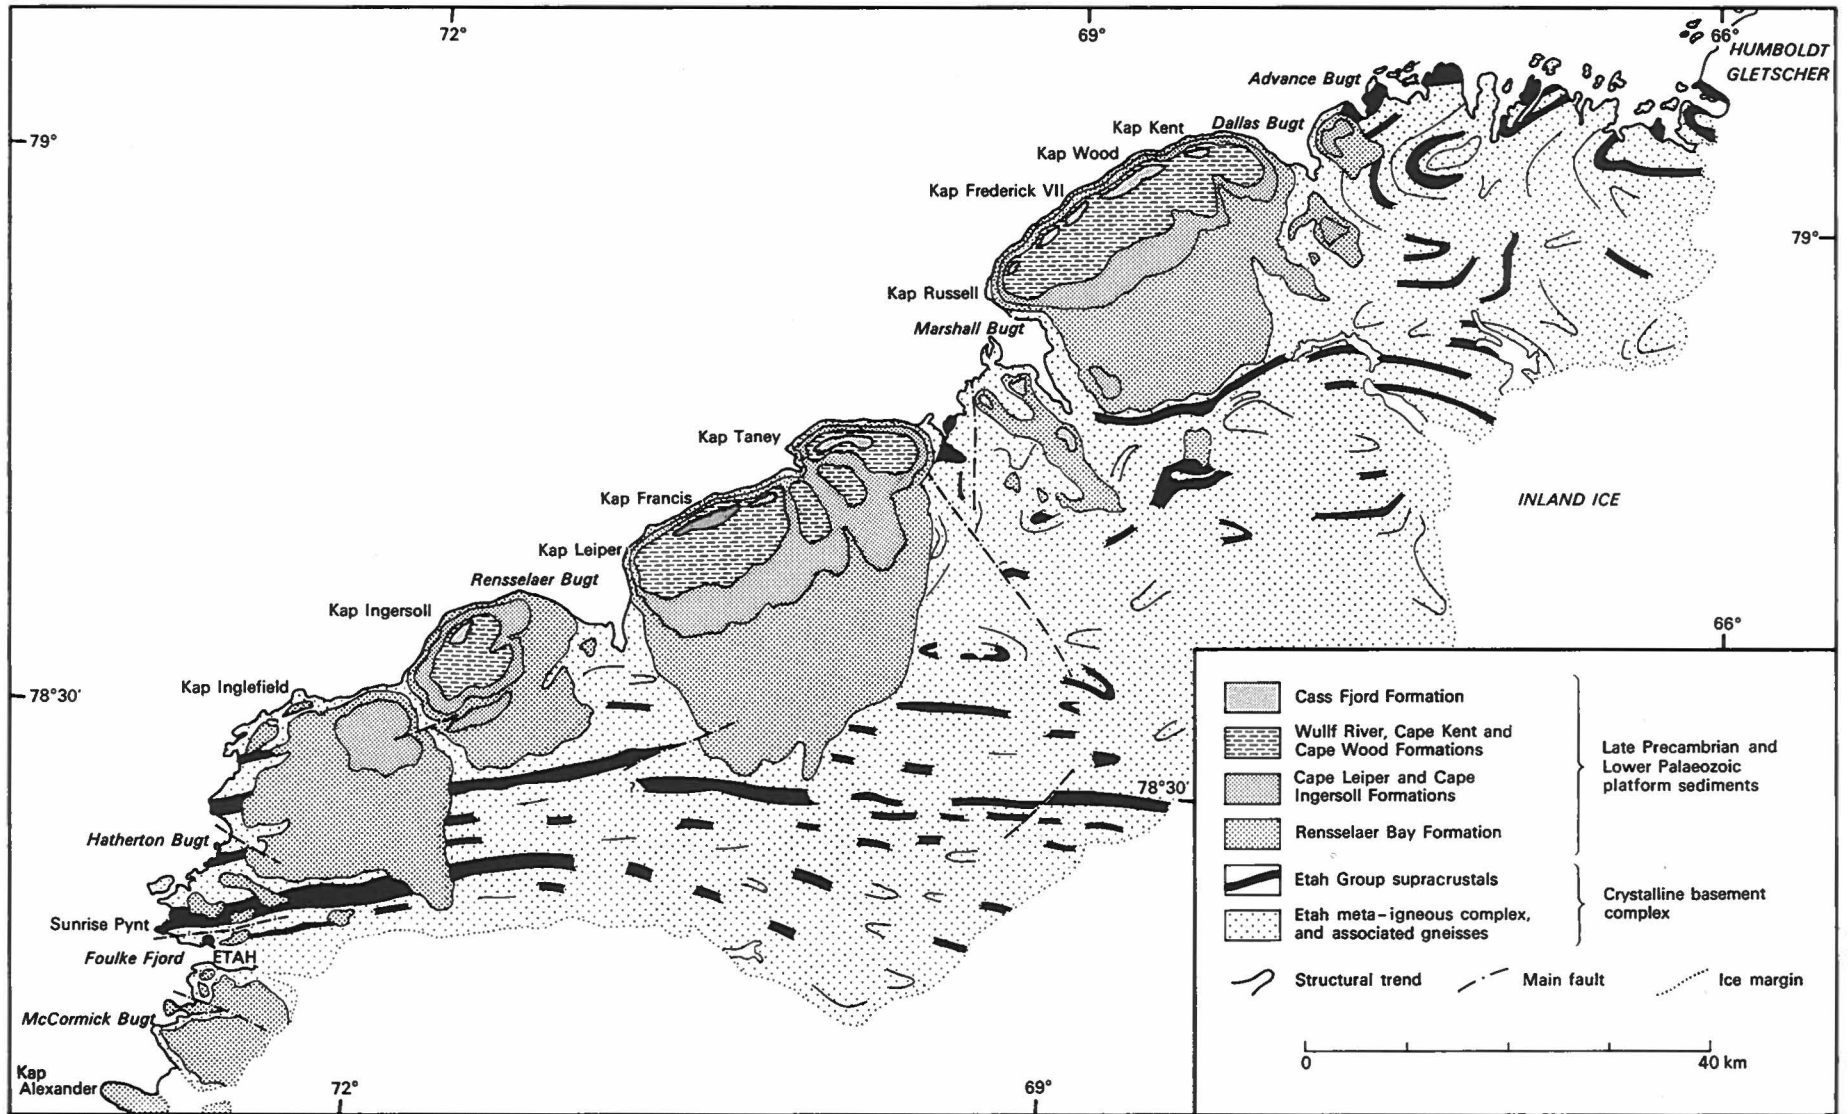 72°
69°
66°
HUMBOLDT
GLETSCHER
Advance Bugt
79°
Kap Kent
Dallas Bugt
Kap Wood
Kap Frederick VII
79°
Kap Russell
Marshall Bugt
Kap Taney
Kap Francis
INLAND ICE
Kap Leiper
Rensselaer Bugt
Kap Ingersoll
66°
Kap Inglefield
78°30'
78°30'
Hatherton Bugt
Sunrise Pynt
Foulke Fjord
ETAH
McCormick Bugt
Kap
Alexander
72°
69°
Cass Fjord Formation
Wullf River, Cape Kent and
Cape Wood Formations
Cape Leiper and Cape
Ingersoll Formations
Rensselaer Bay Formation
Late Precambrian and
Lower Palaeozoic
platform sediments
Etah Group supracrustals
Etah meta-igneous complex,
and associated gneisses
Crystalline basement
complex
Structural trend
Main fault
Ice margin
0
40 km